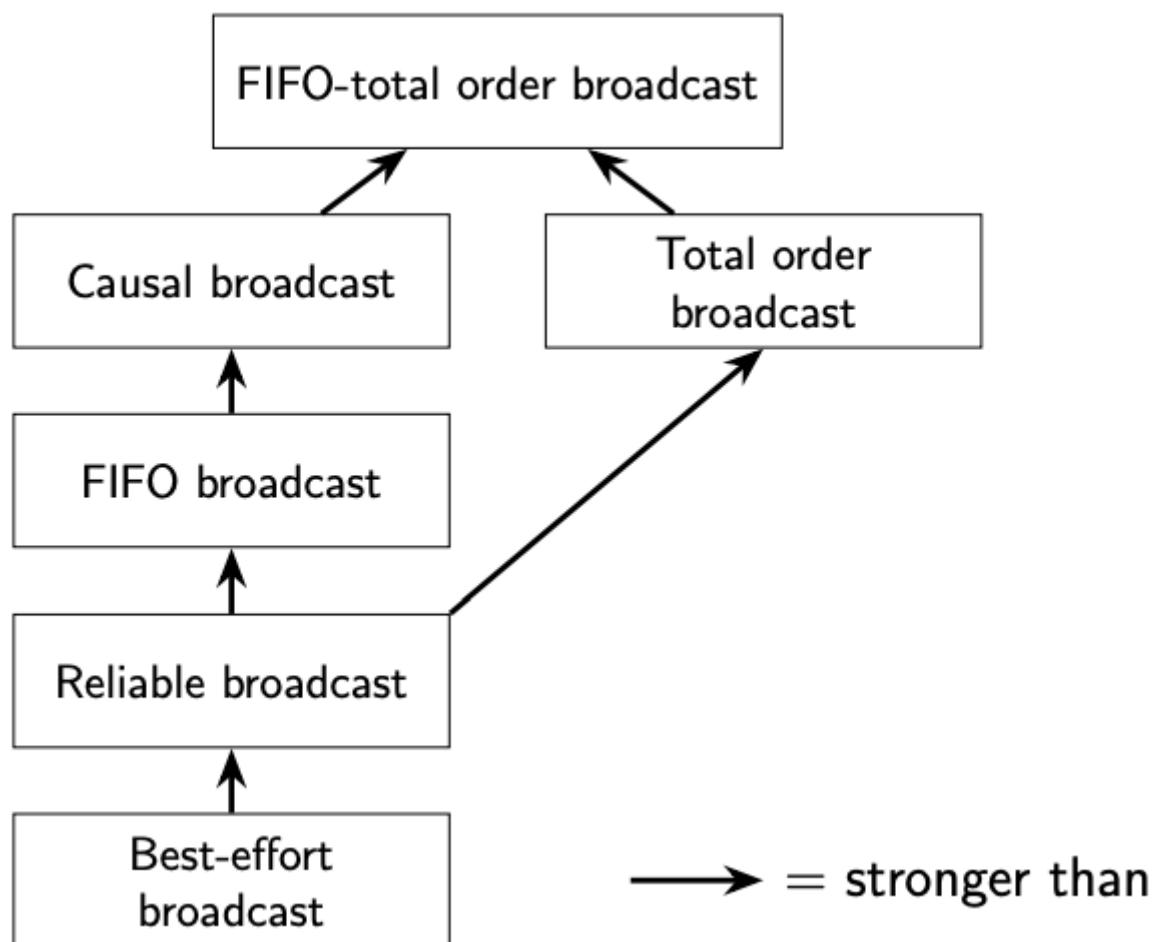 FIFO-total order broadcast
Causal broadcast
Total order
broadcast
FIFO broadcast
Reliable broadcast
Best-effort
broadcast
= stronger than